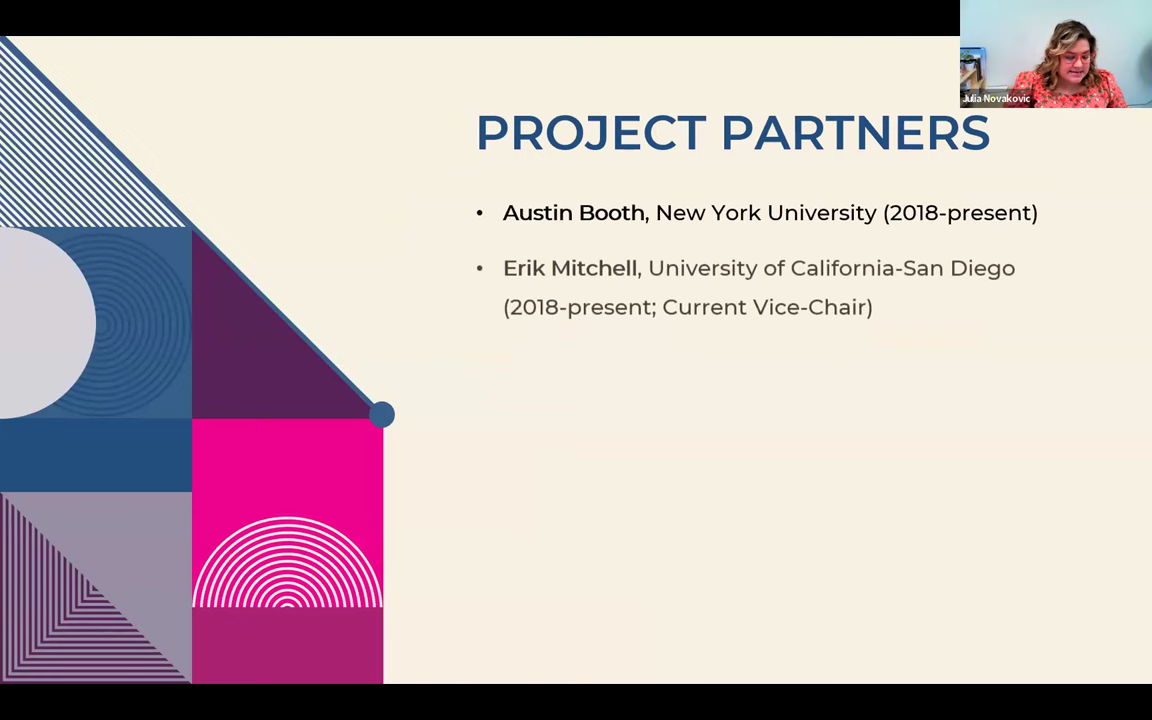 Julia Novakovic
PROJECT PARTNERS
• Austin Booth, New York University (2018-present)
• Erik Mitchell, University of California-San Diego
(2018-present; Current Vice-Chair)